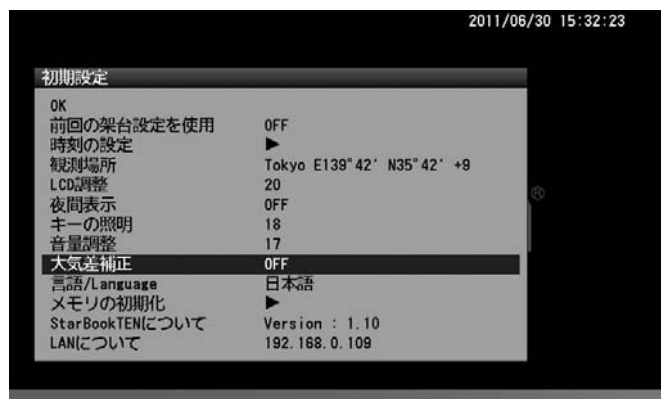 2011/06/30 15:32:23
初期設定
OK
前回の架台設定を使用 OFF
時刻の設定 ▶
観測場所 Tokyo E139°42′ N35°42′ +9
LCD調整 20
夜間表示 OFF
キーの照明 18
音量調整 17
大気差補正 OFF
言語/Language 日本語
メモリの初期化 ▶
StarBookTENについて Version : 1.10
LANについて 192.168.0.109
®